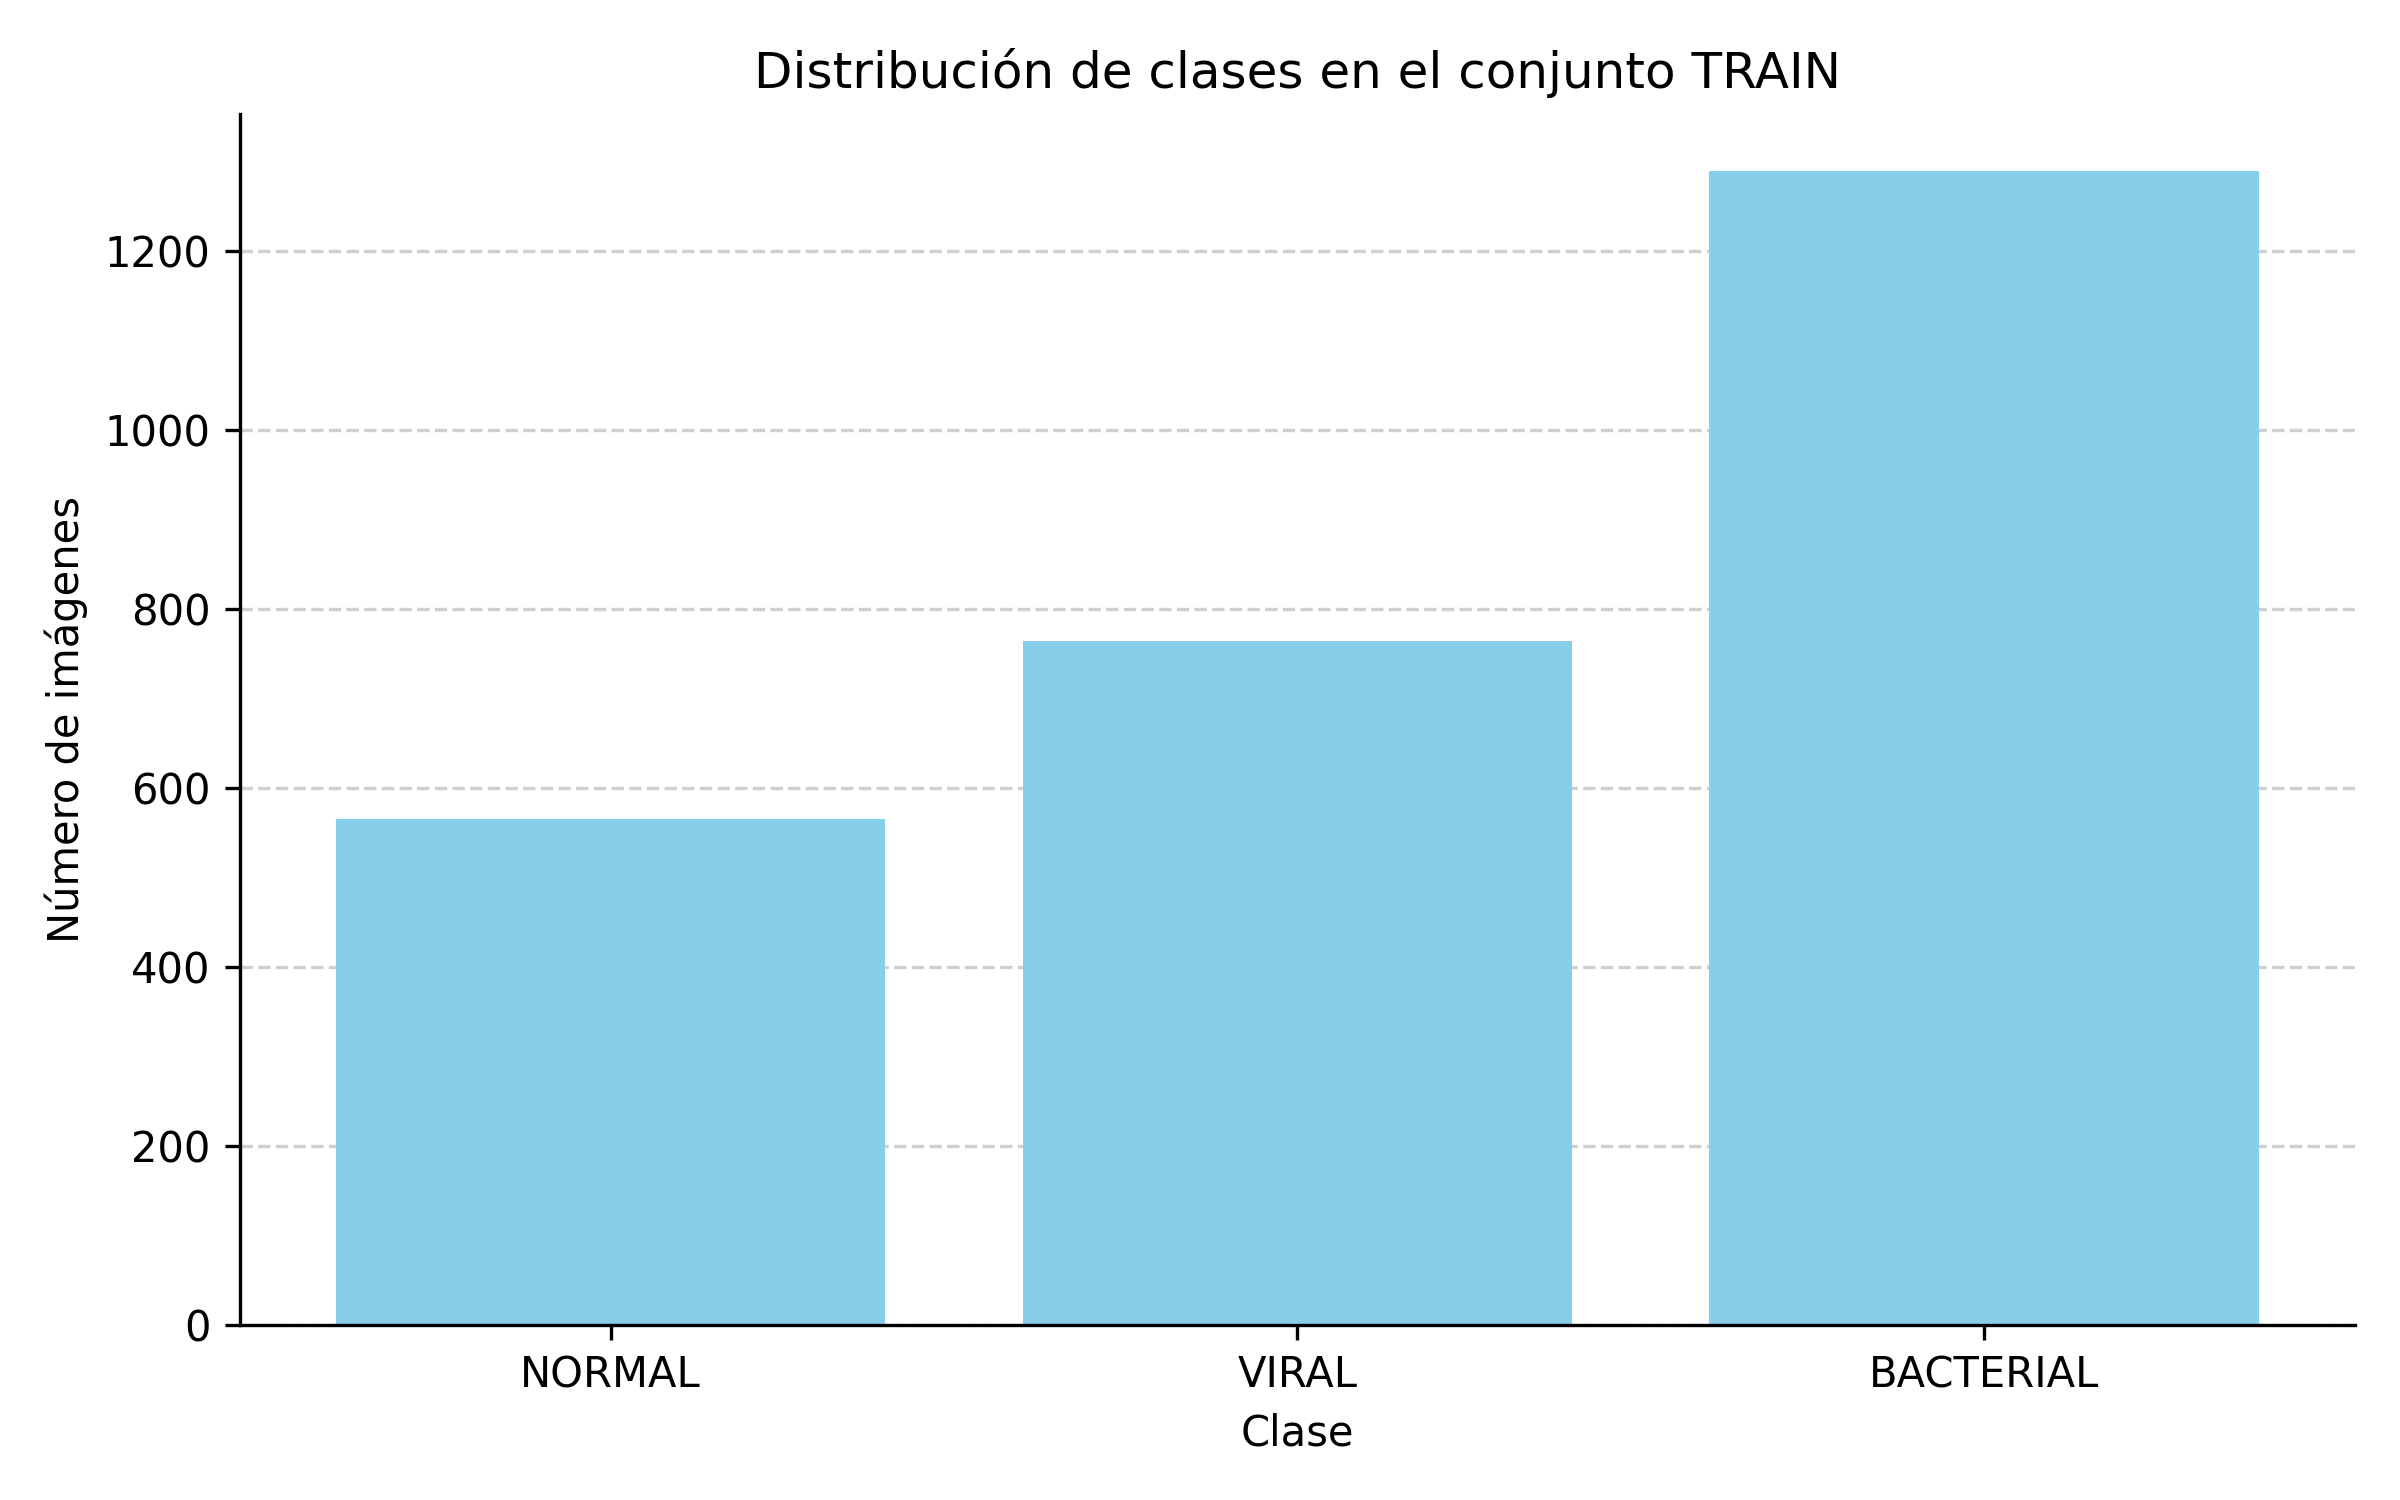 Distribución de clases en el conjunto TRAIN
Número de imágenes
1200
1000
800
600
400
200
0
NORMAL
VIRAL
BACTERIAL
Clase